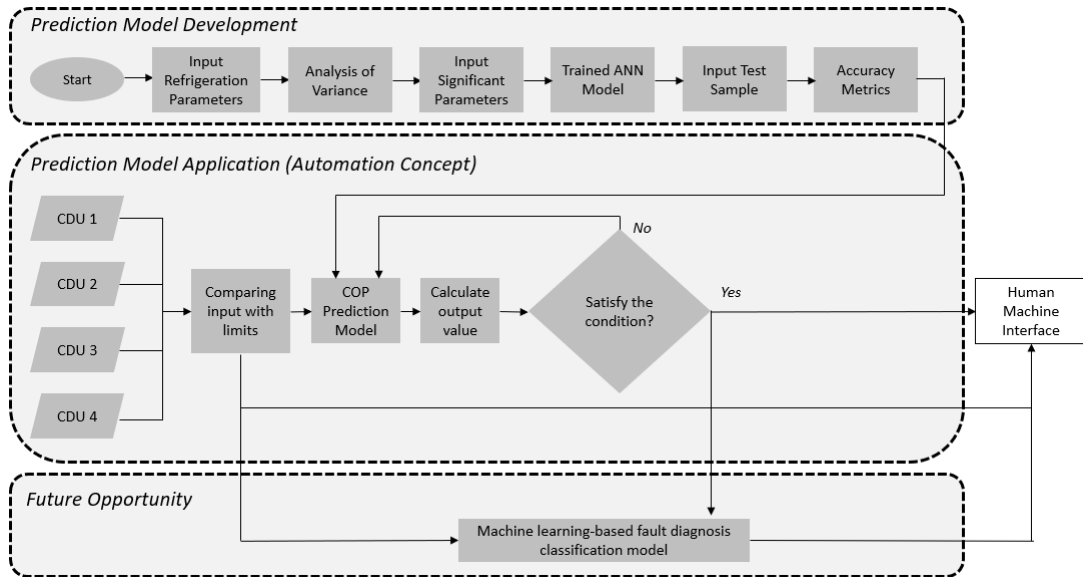 Prediction Model Development
Start
Input
Refrigeration
Parameters
Analysis of
Variance
Input
Significant
Parameters
Trained ANN
Model
Input Test
Sample
Accuracy
Metrics
Prediction Model Application (Automation Concept)
CDU 1
CDU 2
CDU 3
CDU 4
Comparing
input with
limits
COP
Prediction
Model
Calculate
output
value
Satisfy the
condition?
No
Yes
Human
Machine
Interface
Future Opportunity
Machine learning-based fault diagnosis
classification model